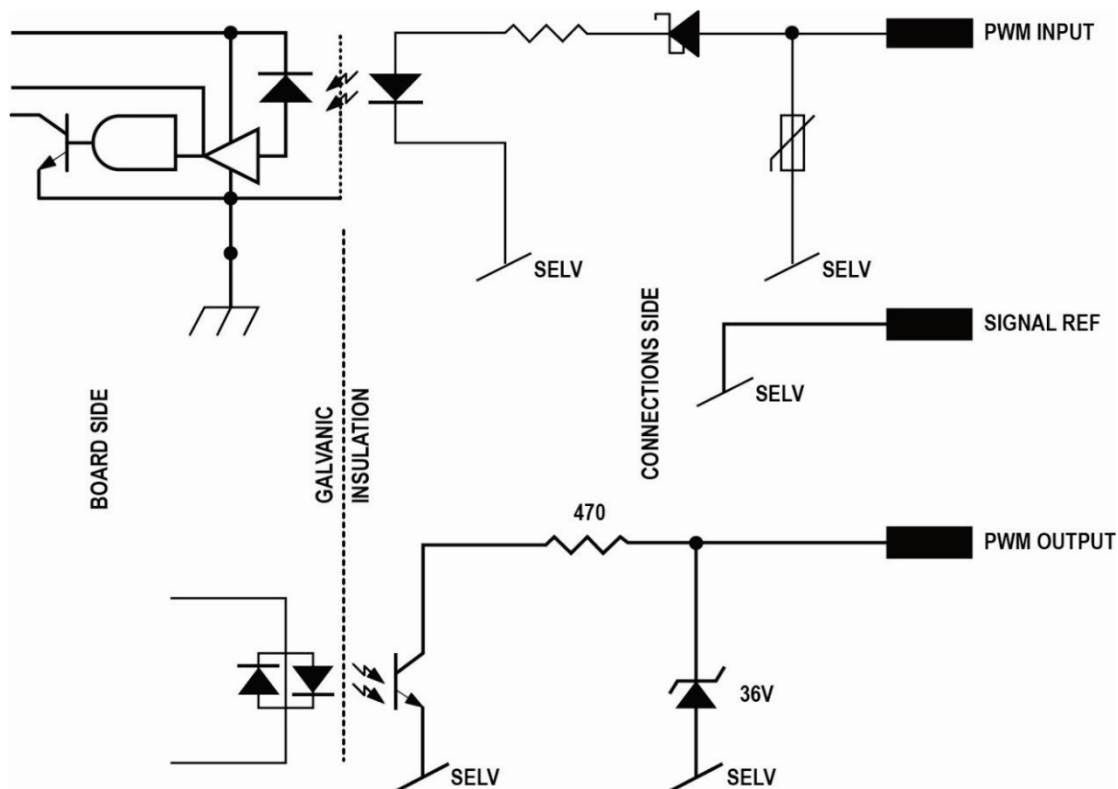 PWM INPUT
SELV
SELV
SIGNAL REF
SELV
BOARD SIDE
GALVANIC
INSULATION
CONNECTIONS SIDE
470
PWM OUTPUT
36V
SELV
SELV